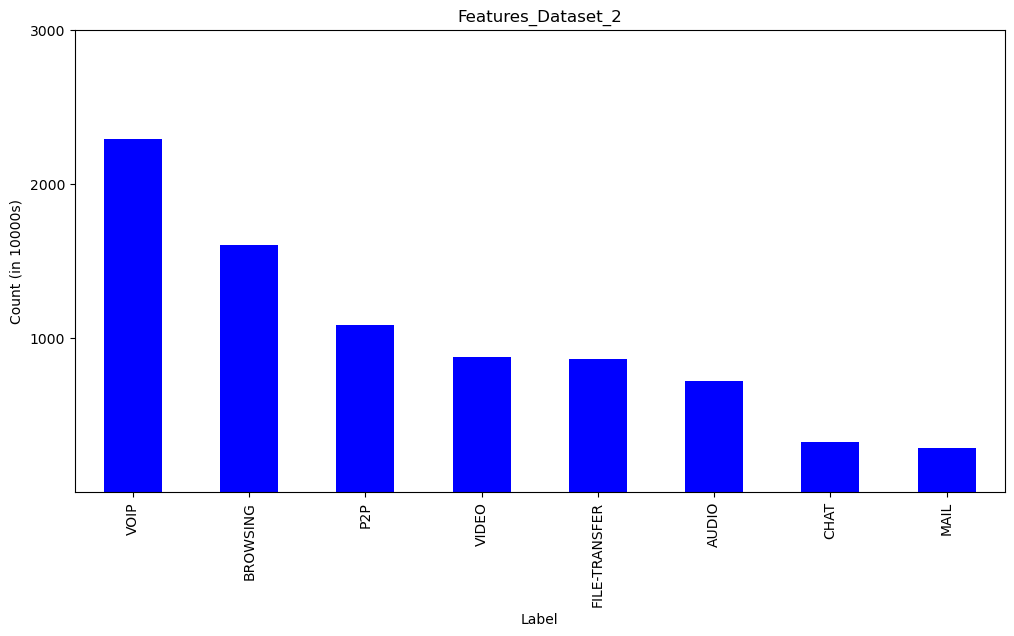 Features_Dataset_2
3000
2000
1000
Count (in 10000s)
VOIP
BROWSING
P2P
VIDEO
FILE-TRANSFER
AUDIO
CHAT
MAIL
Label